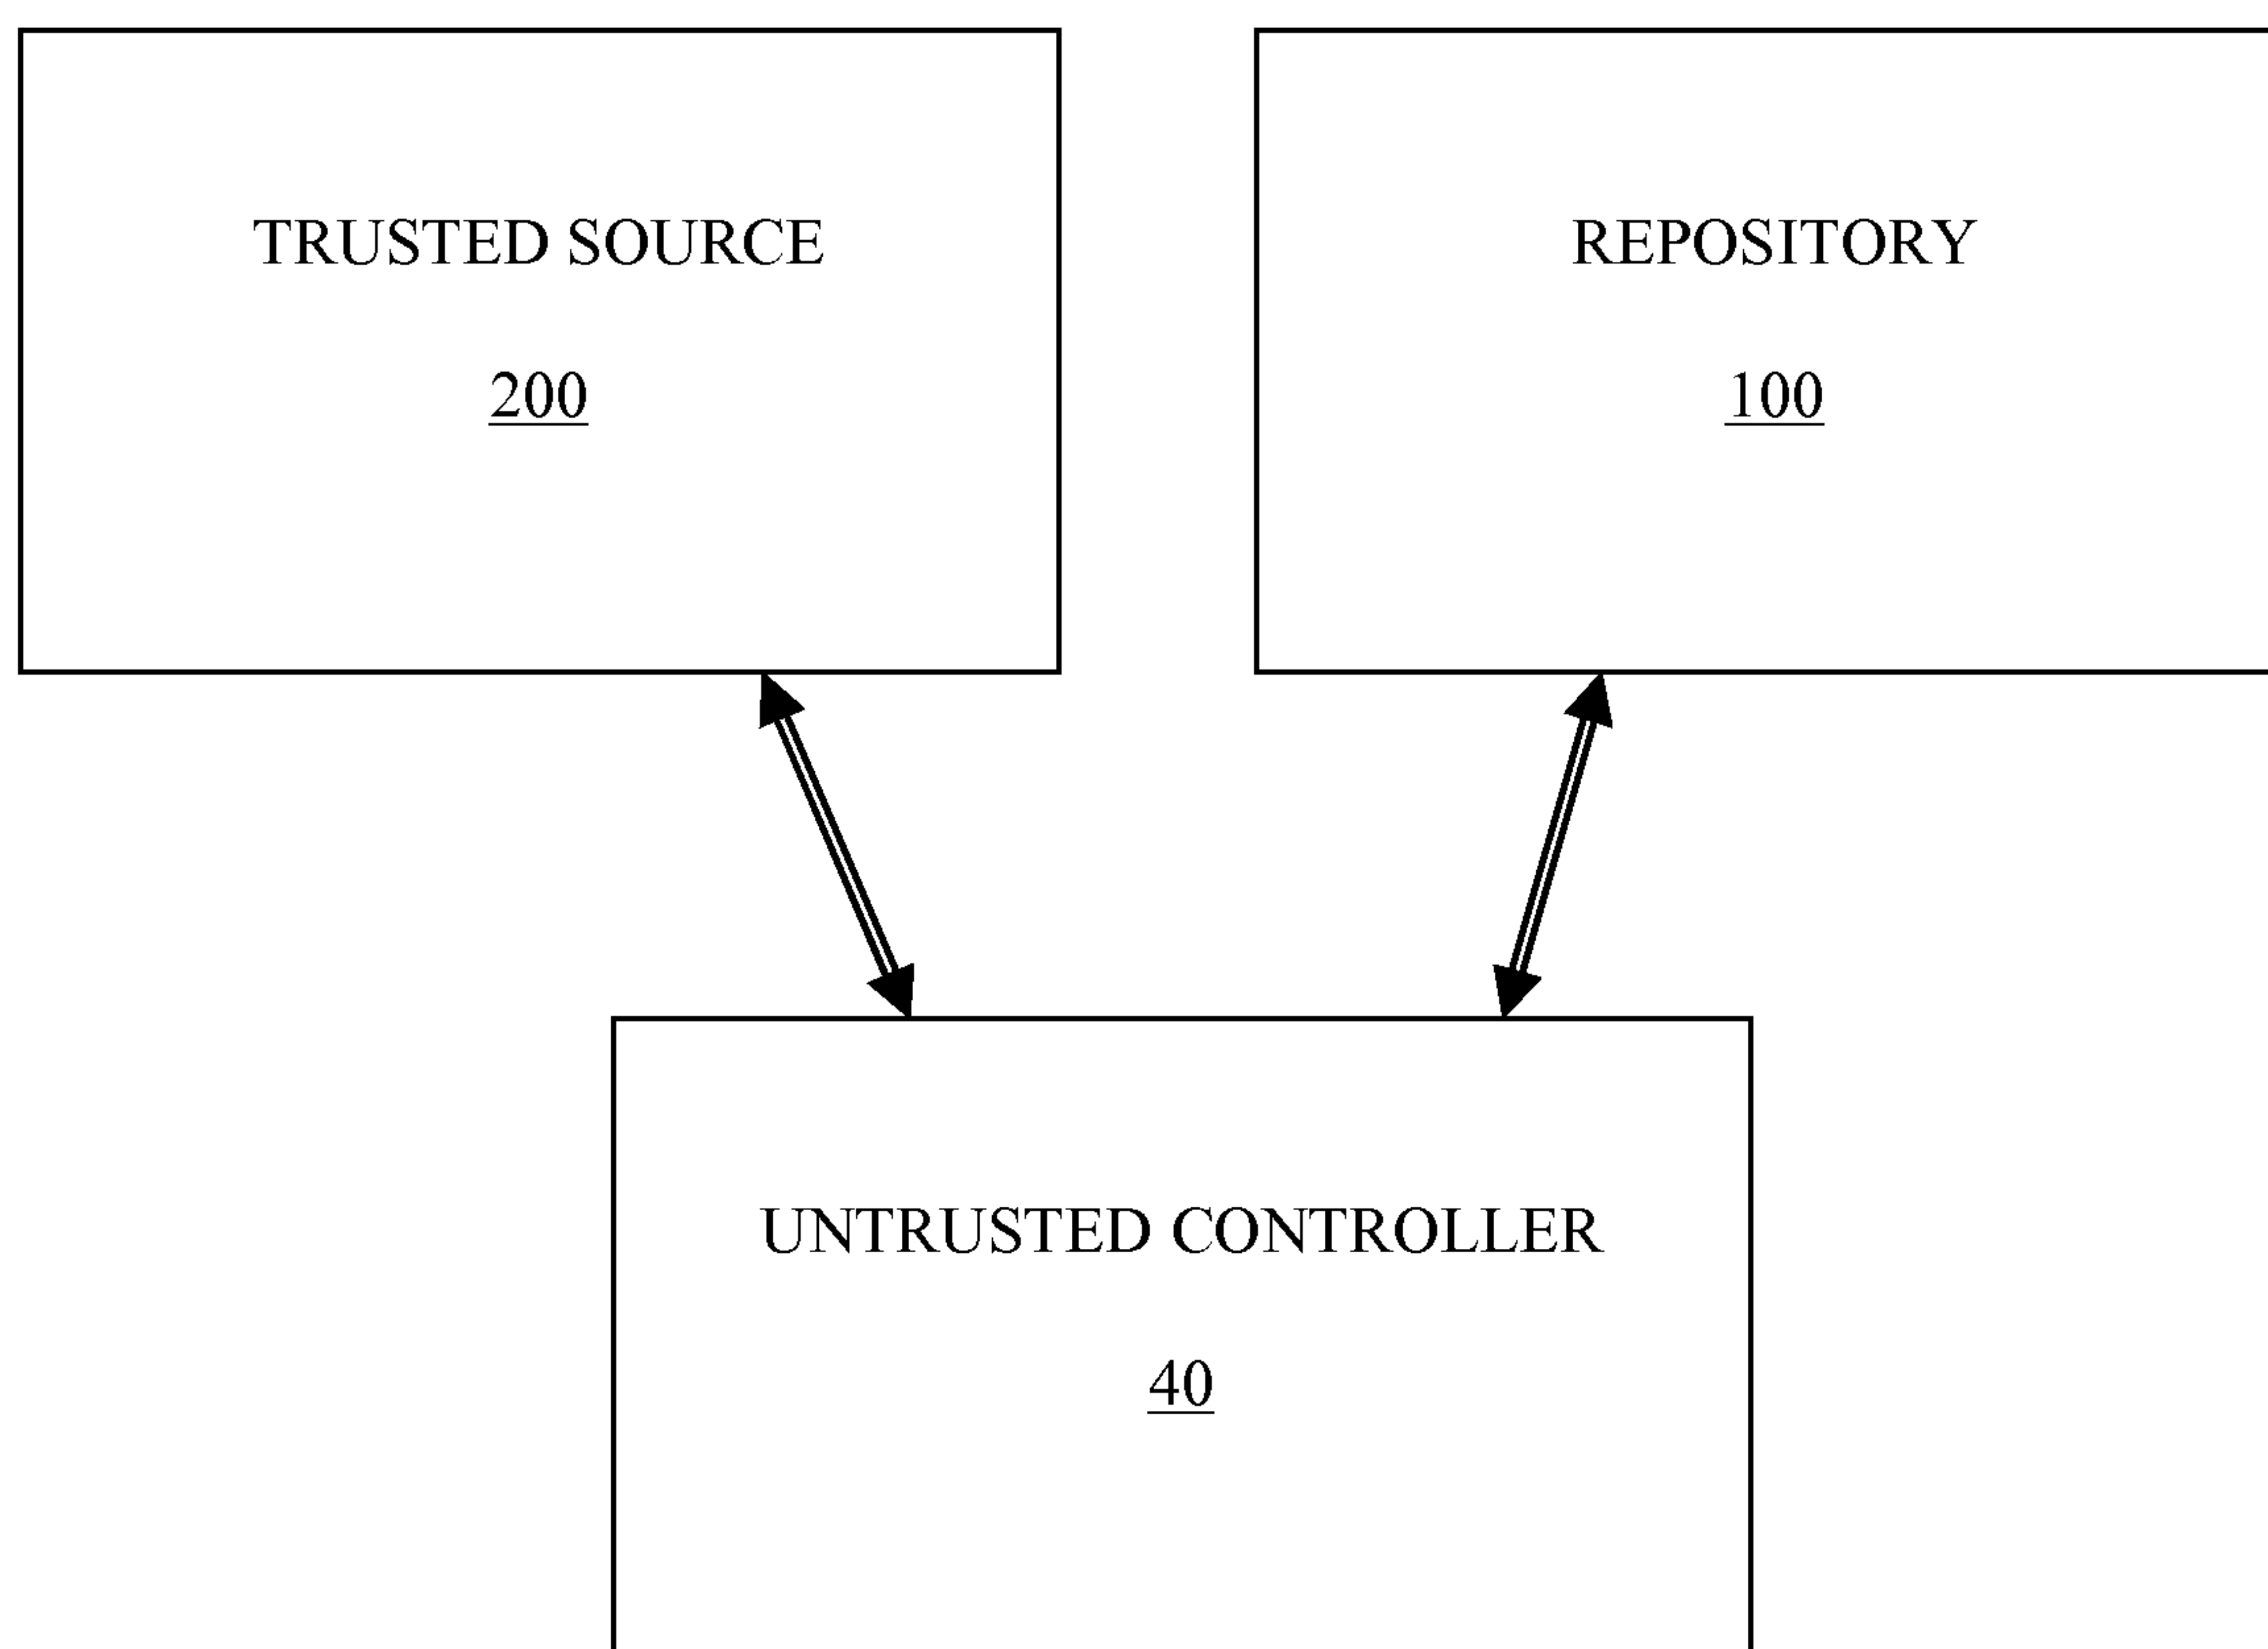 TRUSTED SOURCE
200
REPOSITORY
100
UNTRUSTED CONTROLLER
40